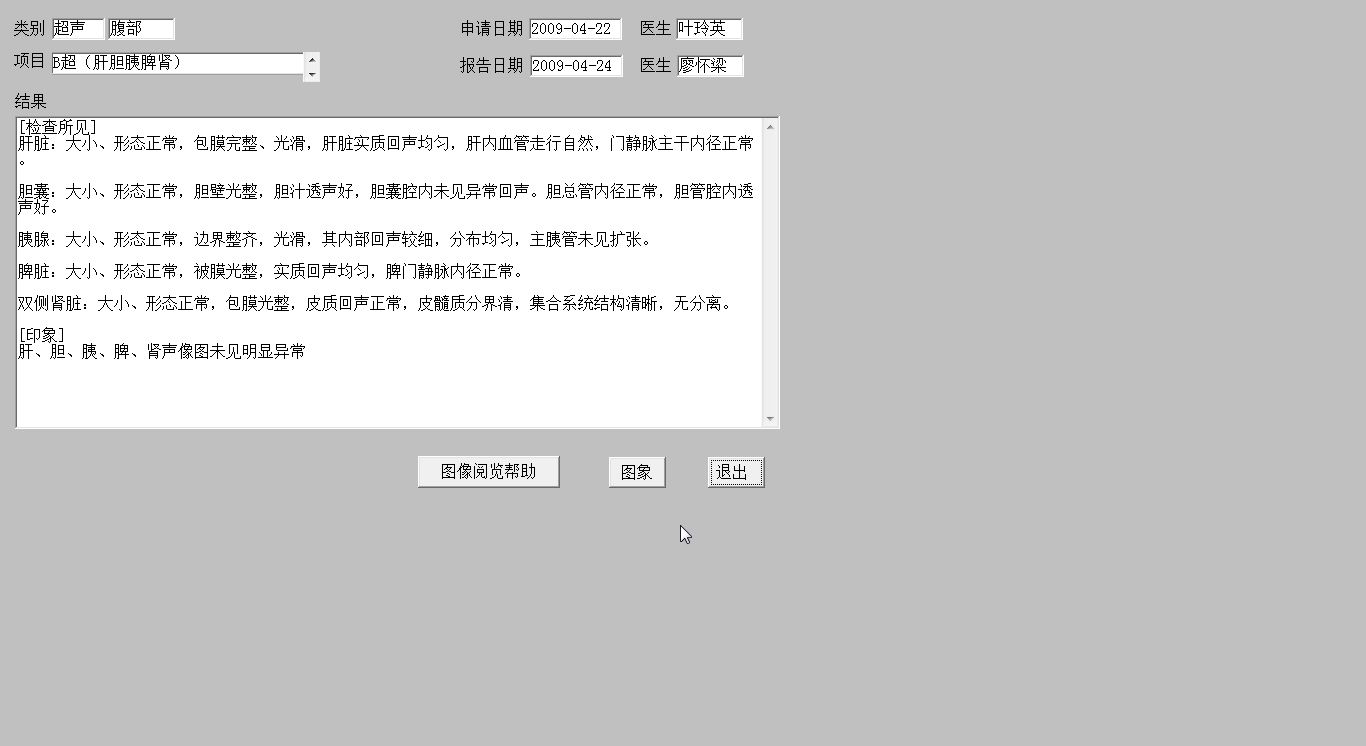 类别 超声 腹部 申请日期 2009-04-22 医生 叶玲英
项目 B超（肝胆胰脾肾） 报告日期 2009-04-24 医生 廖怀梁
结果
[检查所见]
肝脏：大小、形态正常，包膜完整、光滑，肝脏实质回声均匀，肝内血管走行自然，门静脉主干内径正常
。
胆囊：大小、形态正常，胆壁光整，胆汁透声好，胆囊腔内未见异常回声。胆总管内径正常，胆管腔内透
声好。
胰腺：大小、形态正常，边界整齐，光滑，其内部回声较细，分布均匀，主胰管未见扩张。
脾脏：大小、形态正常，被膜光整，实质回声均匀，脾门静脉内径正常。
双侧肾脏：大小、形态正常，包膜光整，皮质回声正常，皮髓质分界清，集合系统结构清晰，无分离。
[印象]
肝、胆、胰、脾、肾声像图未见明显异常
图像阅览帮助 图象 退出